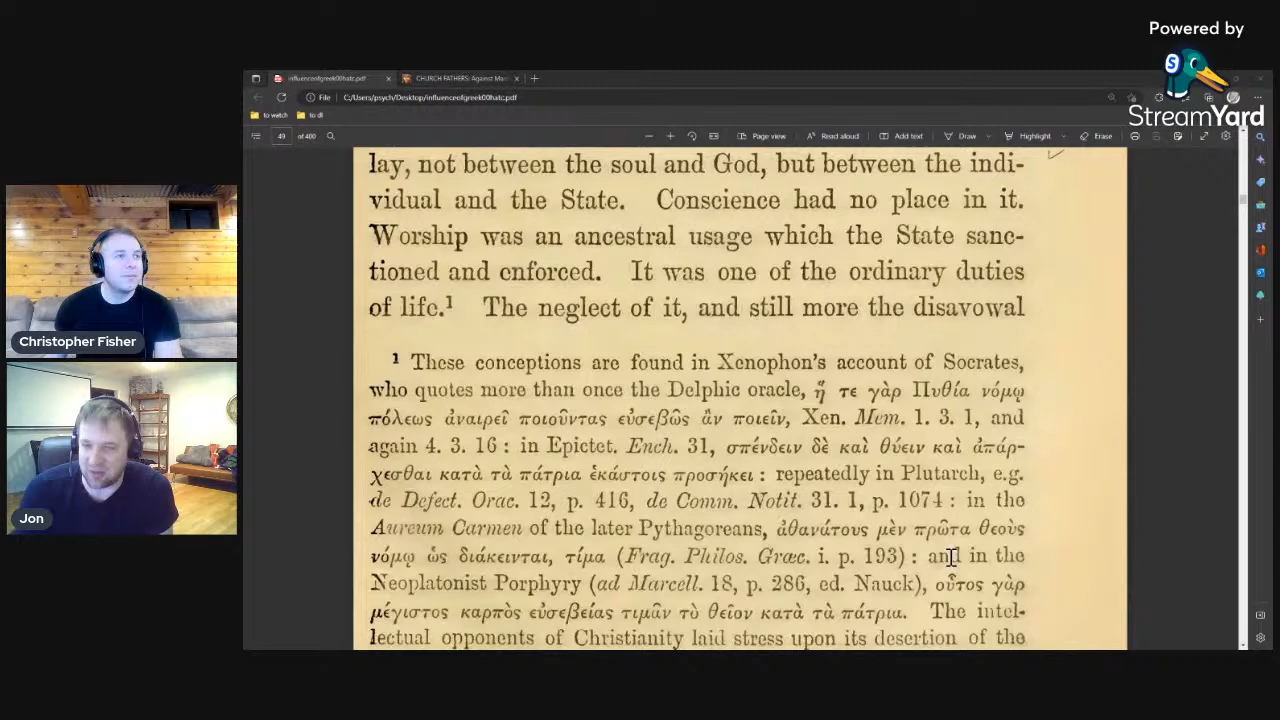 Powered by
S
StreamYard
influenceofgreek00hatc.pdf
CHURCH FATHERS: Against Mar
File
C:/Users/psych/Desktop/influenceofgreek00hatc.pdf
to watch
to dl
49
of 400
Page view
Read aloud
Add text
Draw
Highlight
Erase
lay, not between the soul and God, but between the indi-
vidual and the State. Conscience had no place in it.
Worship was an ancestral usage which the State sanc-
tioned and enforced. It was one of the ordinary duties
of life.¹ The neglect of it, and still more the disavowal
¹ These conceptions are found in Xenophon's account of Socrates,
who quotes more than once the Delphic oracle, ἥ τε γὰρ Πυθία νόμῳ
πόλεως ἀναιρεῖ ποιοῦντας εὐσεβῶς ἂν ποιεῖν, Xen. Mem. 1. 3. 1, and
again 4. 3. 16 : in Epictet. Ench. 31, σπένδειν δὲ καὶ θύειν καὶ ἀπάρ-
χεσθαι κατὰ τὰ πάτρια ἑκάστοις προσήκει : repeatedly in Plutarch, e.g.
de Defect. Orac. 12, p. 416, de Comm. Notit. 31. 1, p. 1074 : in the
Aureum Carmen of the later Pythagoreans, ἀθανάτους μὲν πρῶτα θεοὺς
νόμῳ ὡς διάκεινται, τίμα (Frag. Philos. Græc. i. p. 193) : and in the
Neoplatonist Porphyry (ad Marcell. 18, p. 286, ed. Nauck), οὗτος γὰρ
μέγιστος καρπὸς εὐσεβείας τιμᾶν τὸ θεῖον κατὰ τὰ πάτρια. The intel-
lectual opponents of Christianity laid stress upon its desertion of the
Christopher Fisher
Jon